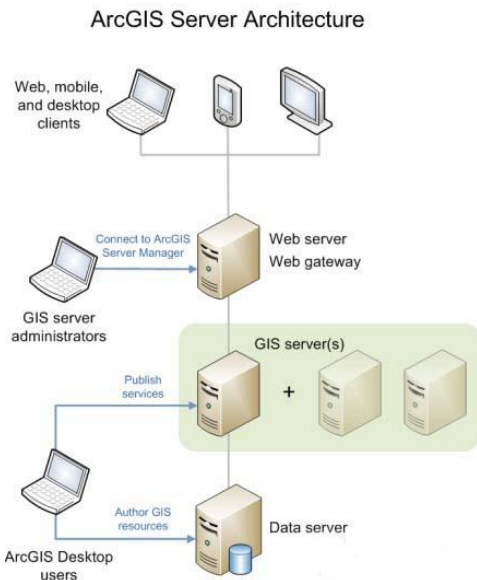 ArcGIS Server Architecture
Web, mobile,
and desktop
clients
Connect to ArcGIS
Server Manager
Web server
Web gateway
GIS server
administrators
GIS server(s)
Publish
services
+
Author GIS
resources
Data server
ArcGIS Desktop
users